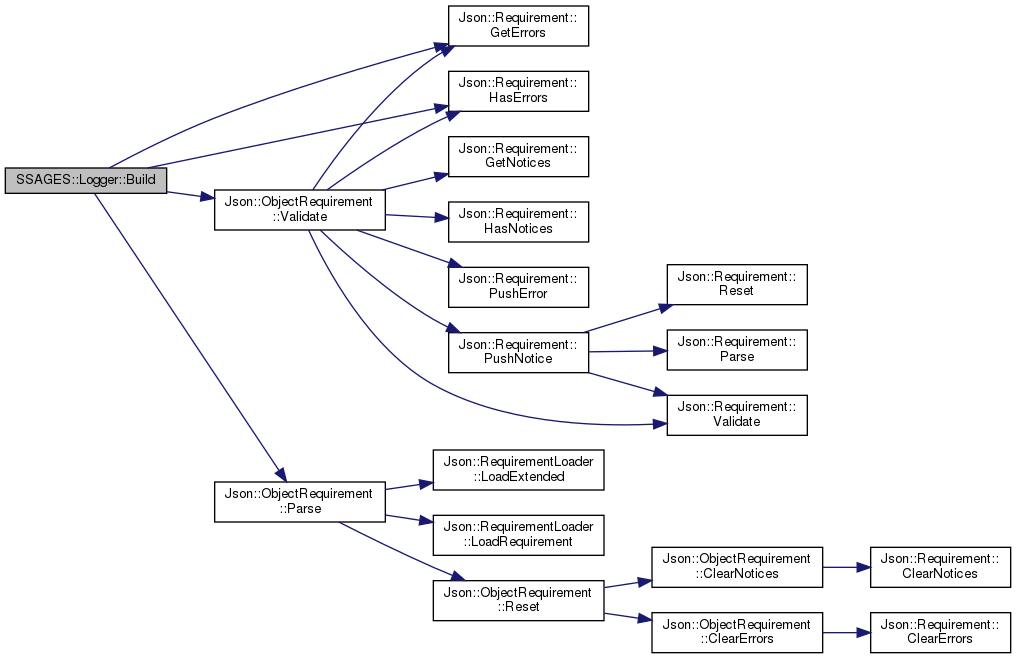 SSAGES::Logger::Build
Json::Requirement::
GetErrors
Json::Requirement::
HasErrors
Json::ObjectRequirement
::Validate
Json::Requirement::
GetNotices
Json::Requirement::
HasNotices
Json::Requirement::
PushError
Json::Requirement::
PushNotice
Json::Requirement::
Reset
Json::Requirement::
Parse
Json::Requirement::
Validate
Json::ObjectRequirement
::Parse
Json::RequirementLoader
::LoadExtended
Json::RequirementLoader
::LoadRequirement
Json::ObjectRequirement
::Reset
Json::ObjectRequirement
::ClearNotices
Json::Requirement::
ClearNotices
Json::ObjectRequirement
::ClearErrors
Json::Requirement::
ClearErrors